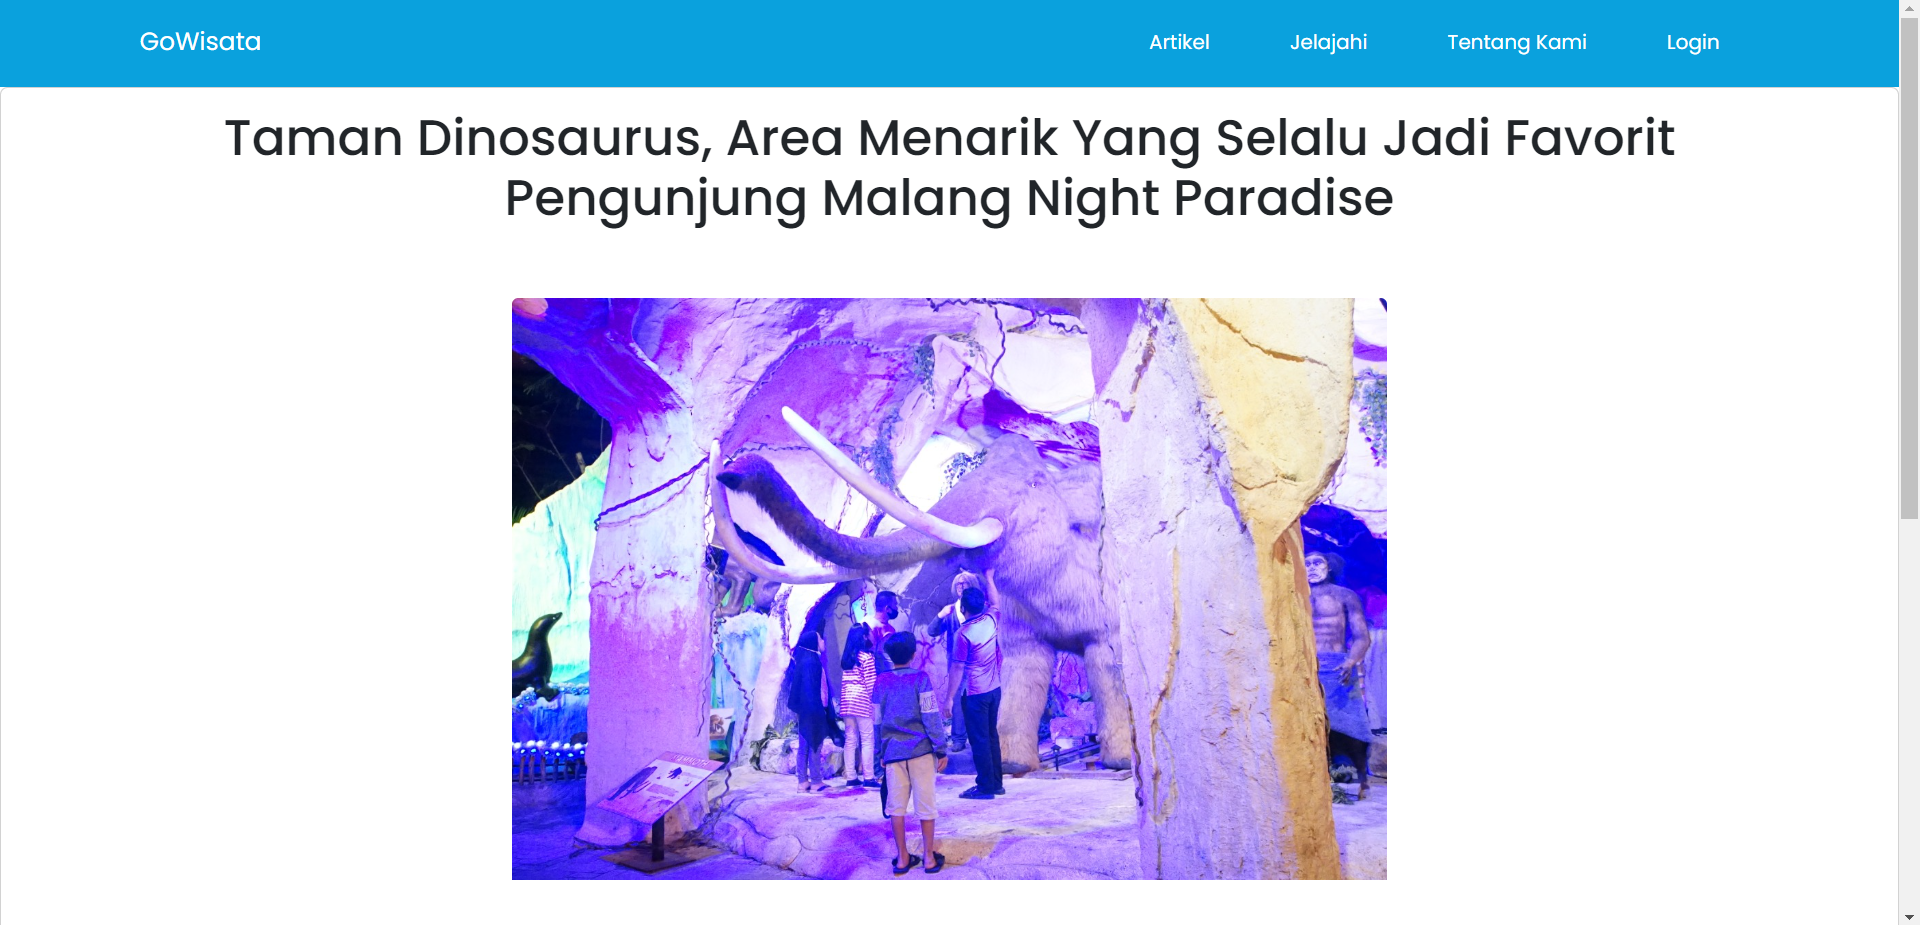 GoWisata
Artikel
Jelajahi
Tentang Kami
Login
Taman Dinosaurus, Area Menarik Yang Selalu Jadi Favorit
Pengunjung Malang Night Paradise